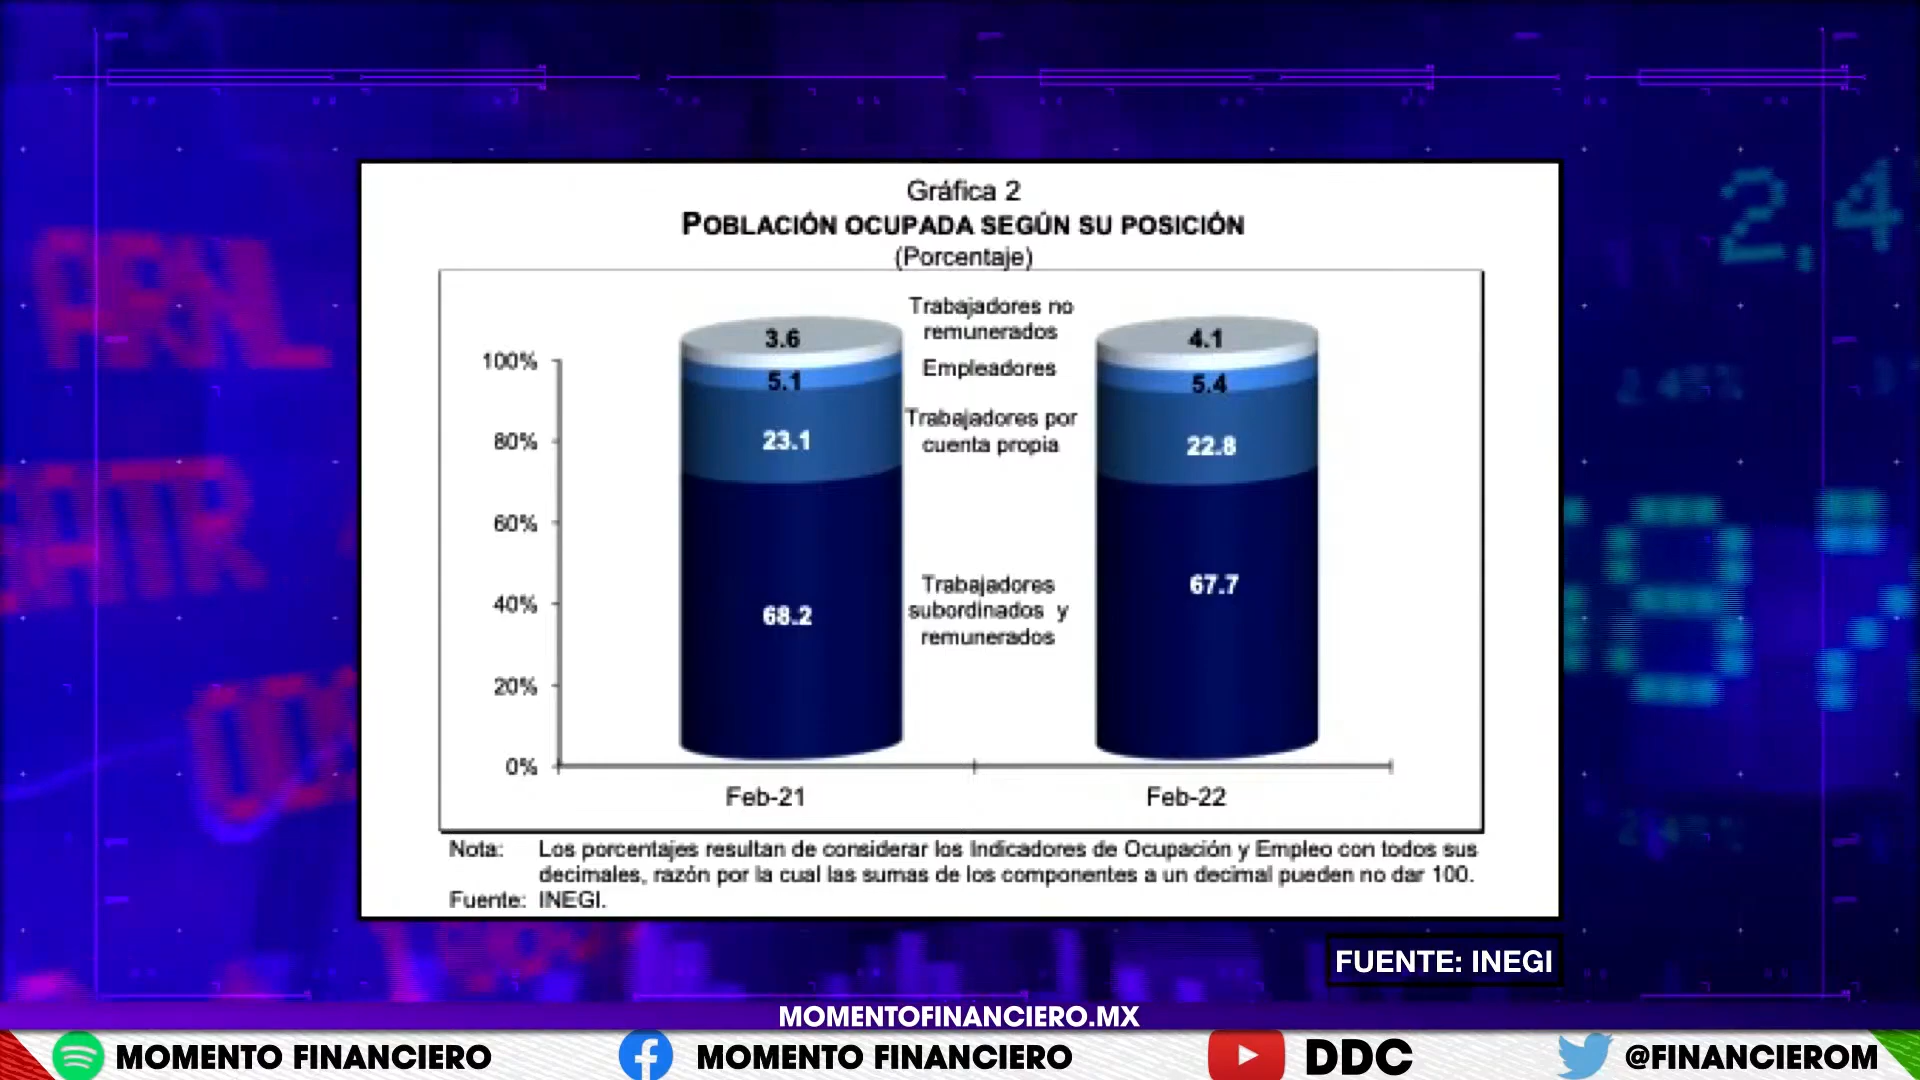 Gráfica 2
POBLACIÓN OCUPADA SEGÚN SU POSICIÓN
(Porcentaje)
Trabajadores no
remunerados
3.6
4.1
100%
Empleadores
5.1
5.4
Trabajadores por
cuenta propia
80%
23.1
22.8
60%
Trabajadores
subordinados y
remunerados
40%
68.2
67.7
20%
0%
Feb-21
Feb-22
Nota: Los porcentajes resultan de considerar los Indicadores de Ocupación y Empleo con todos sus
decimales, razón por la cual las sumas de los componentes a un decimal pueden no dar 100.
Fuente: INEGI.
2,4
FUENTE: INEGI
MOMENTOFINANCIERO.MX
MOMENTO FINANCIERO
MOMENTO FINANCIERO
DDC
@FINANCIEROM